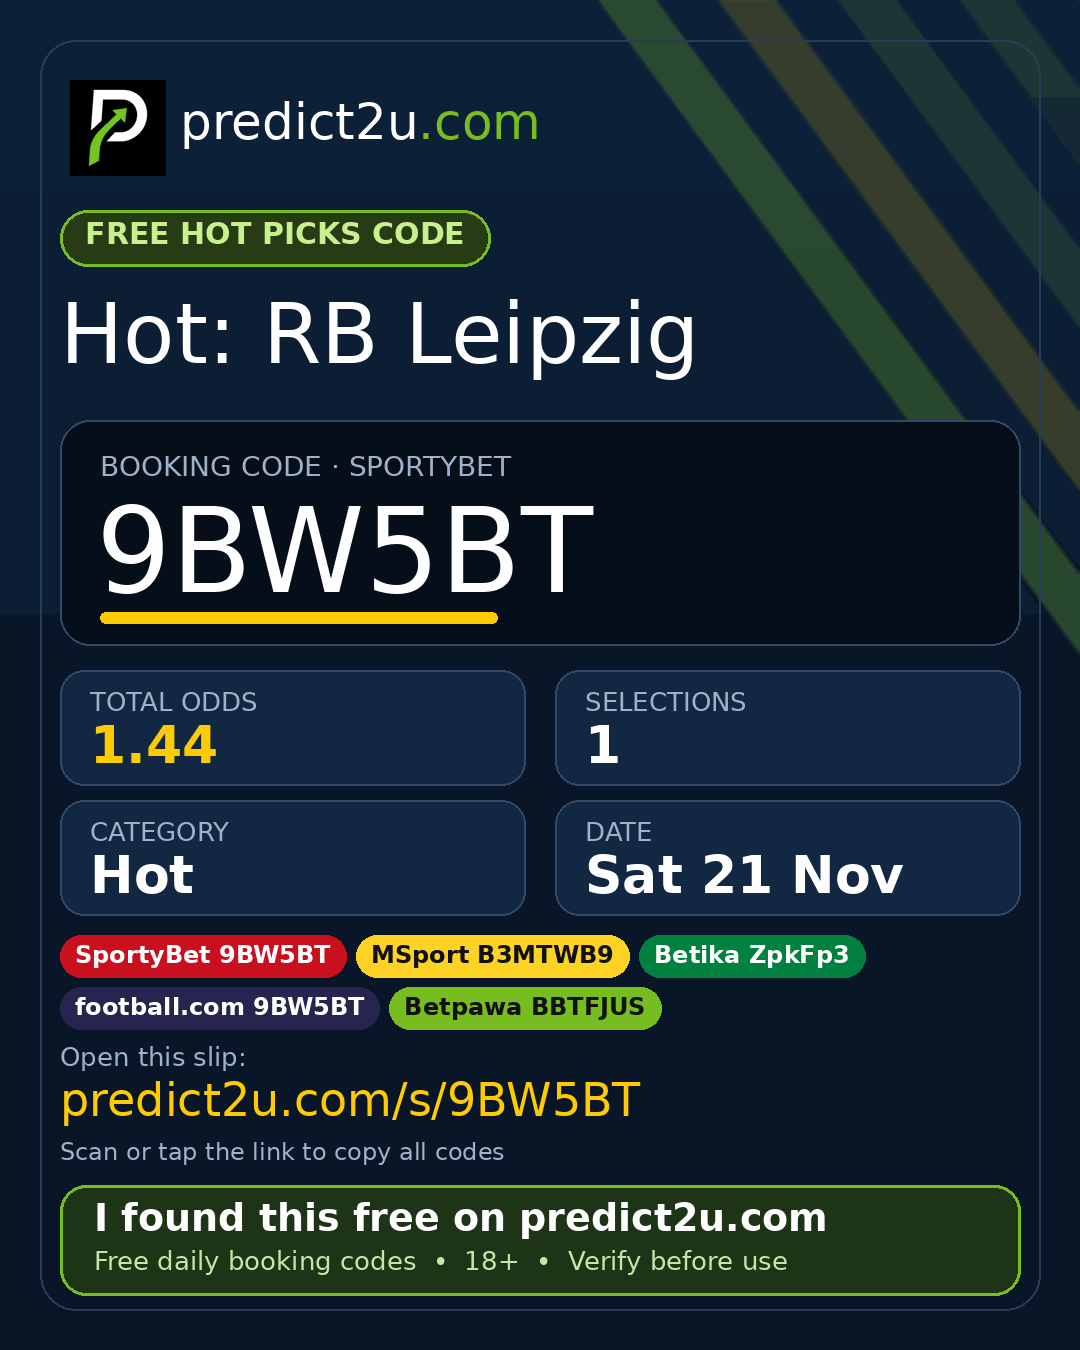 predict2u.com
FREE HOT PICKS CODE
Hot: RB Leipzig
BOOKING CODE · SPORTYBET
9BW5BT
TOTAL ODDS
1.44
SELECTIONS
1
CATEGORY
Hot
DATE
Sat 21 Nov
SportyBet 9BW5BT
MSport B3MTWB9
Betika ZpkFp3
football.com 9BW5BT
Betpawa BBTFJUS
Open this slip:
predict2u.com/s/9BW5BT
Scan or tap the link to copy all codes
I found this free on predict2u.com
Free daily booking codes • 18+ • Verify before use